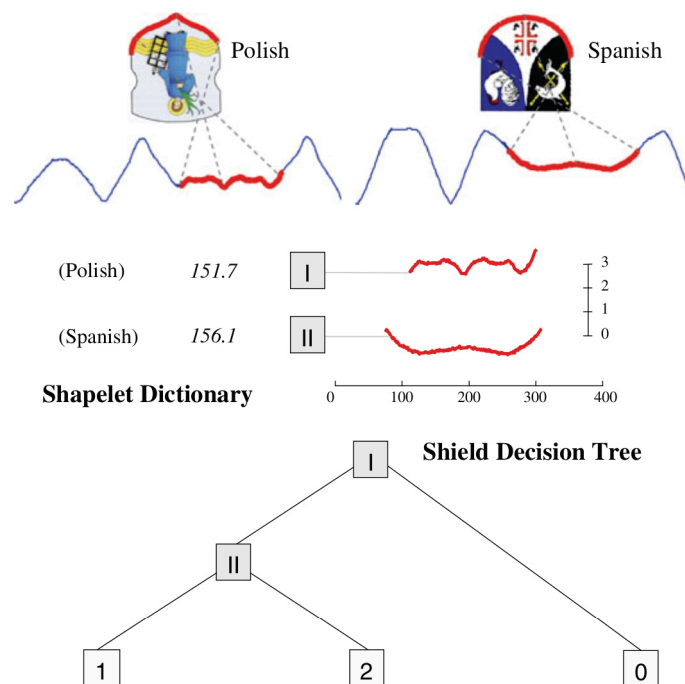 Polish
Spanish
(Polish) 151.7 I
(Spanish) 156.1 II
3
2
1
0
Shapelet Dictionary
0 100 200 300 400
Shield Decision Tree
I
II
1 2 0